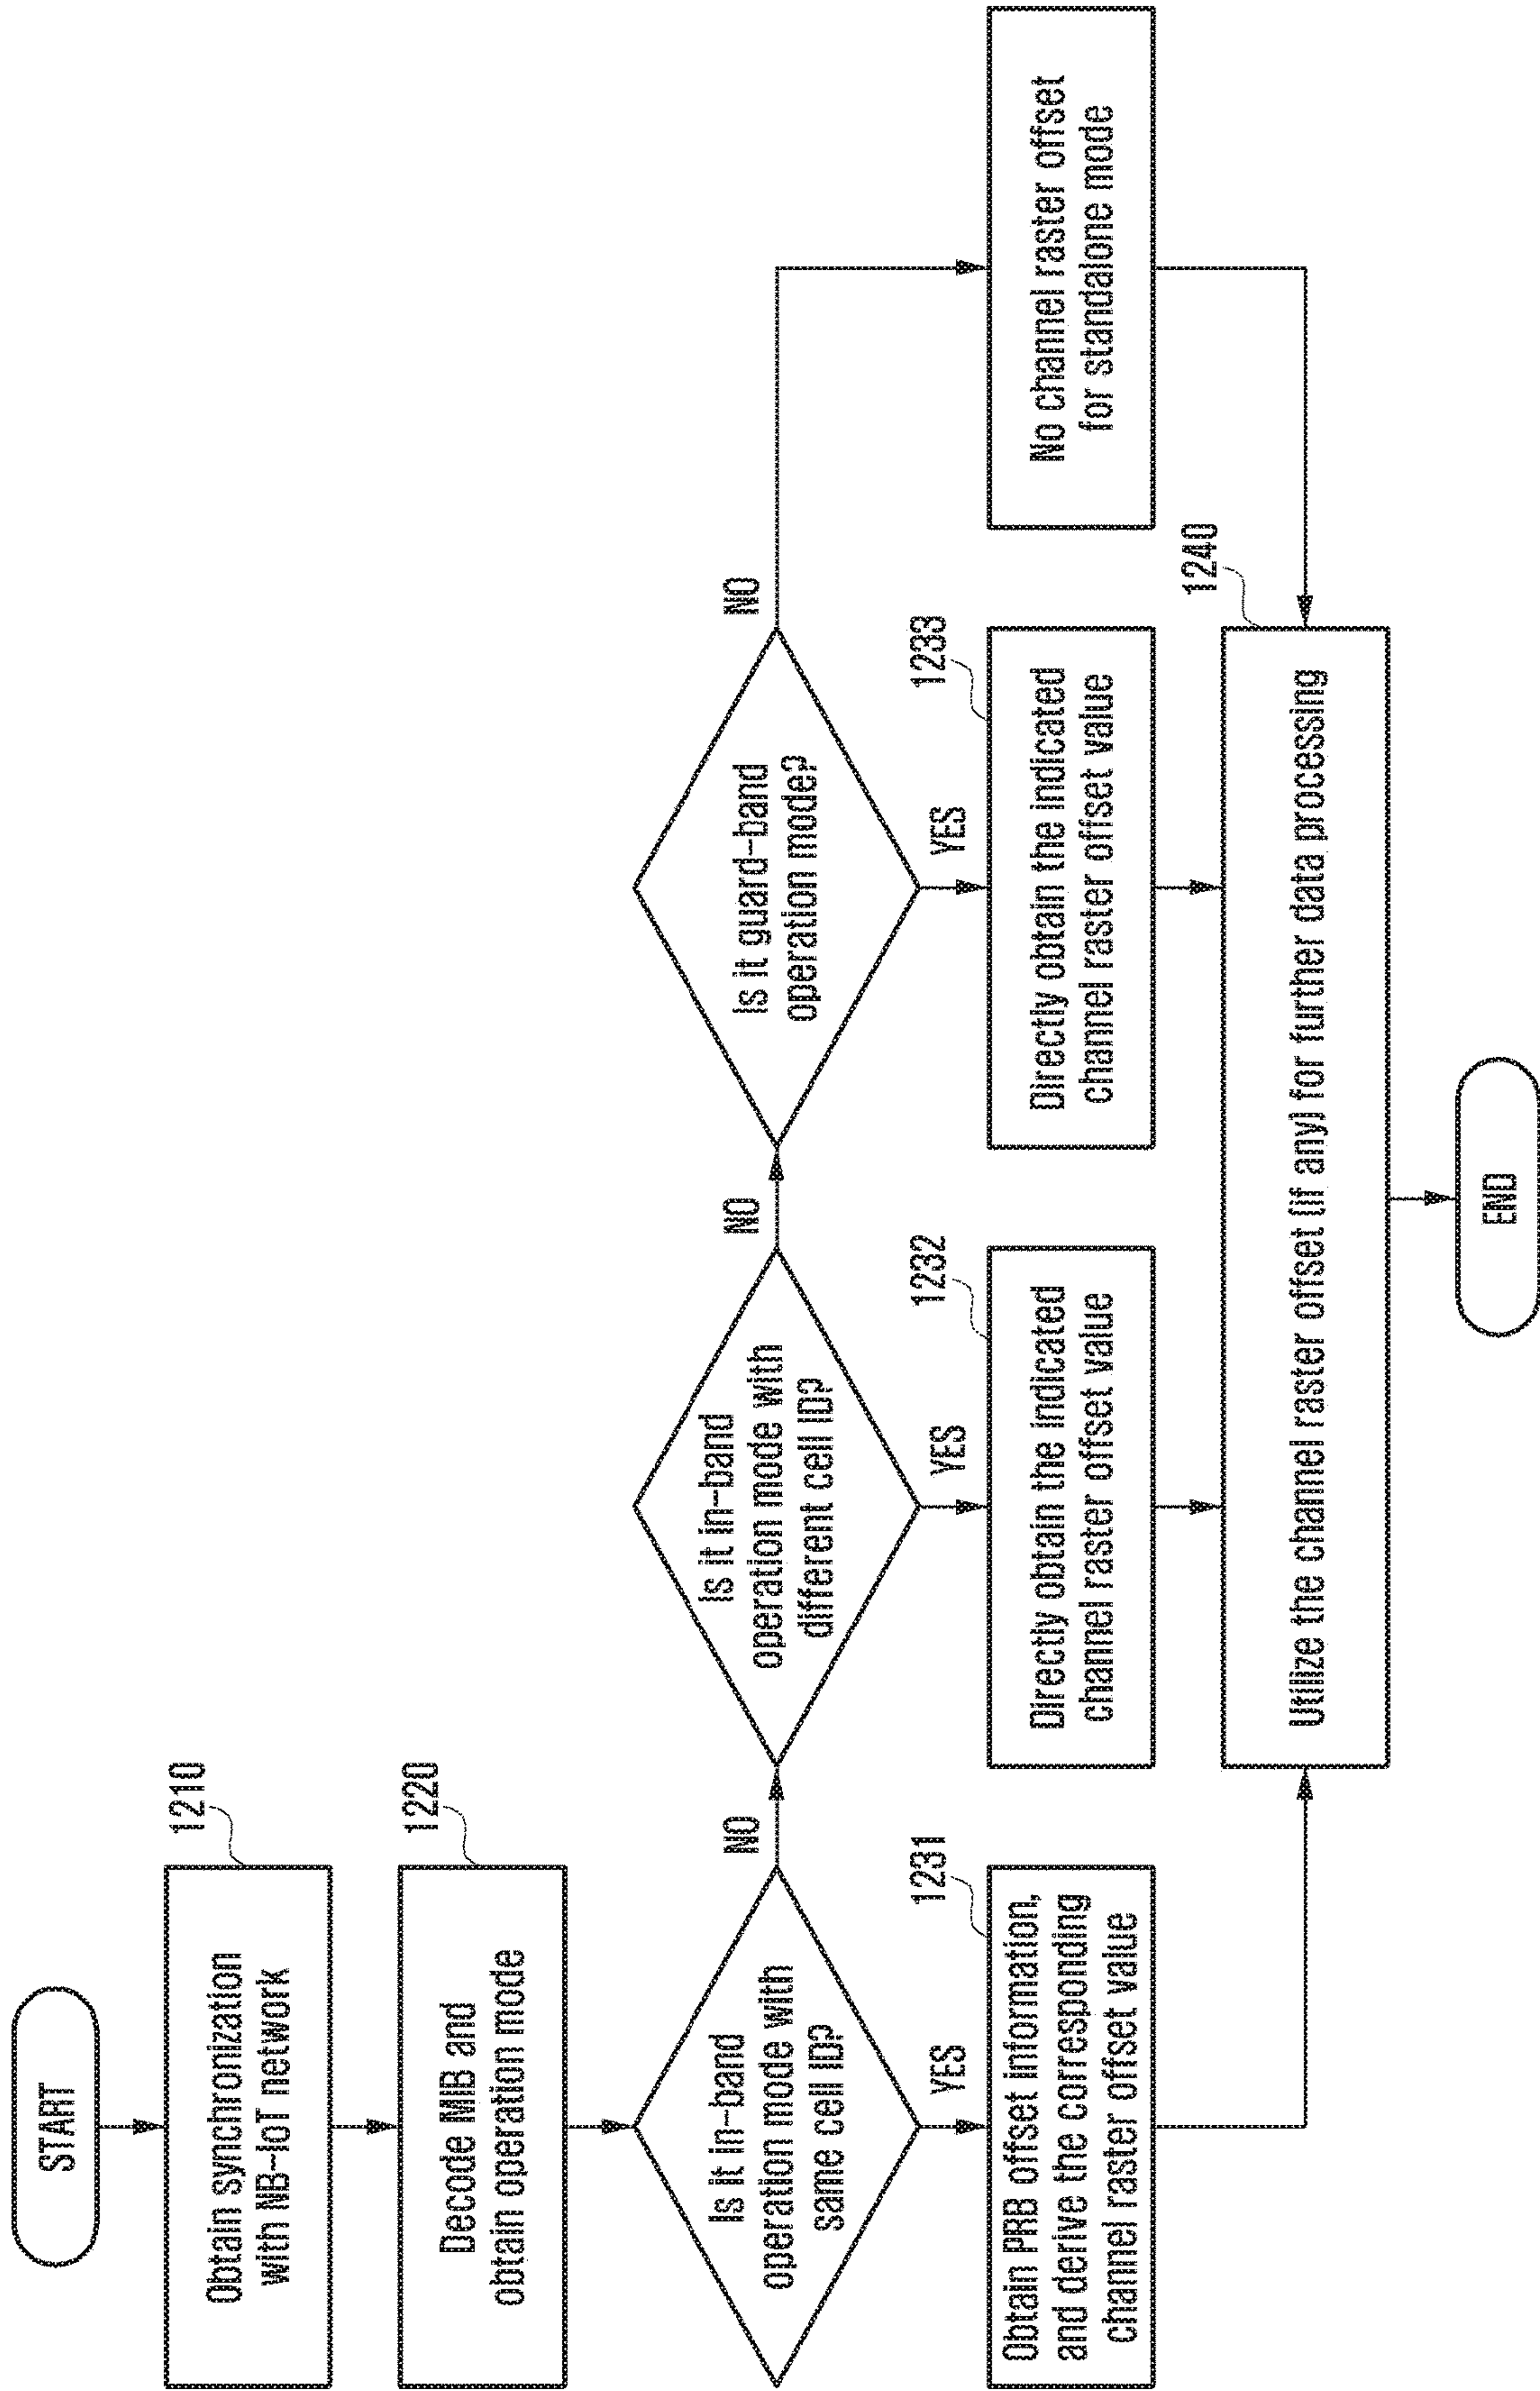 START
1210
Obtain synchronization
with NB-IoT network
1220
Decode MIB and
obtain operation mode
Is it in-band
operation mode with
same cell ID?
NO
YES
Is it in-band
operation mode with
different cell ID?
NO
YES
Is it guard-band
operation mode?
NO
YES
1231
Obtain PRB offset information,
and derive the corresponding
channel raster offset value
1232
Directly obtain the indicated
channel raster offset value
1233
Directly obtain the indicated
channel raster offset value
No channel raster offset
for standalone mode
1240
Utilize the channel raster offset (if any) for further data processing
END